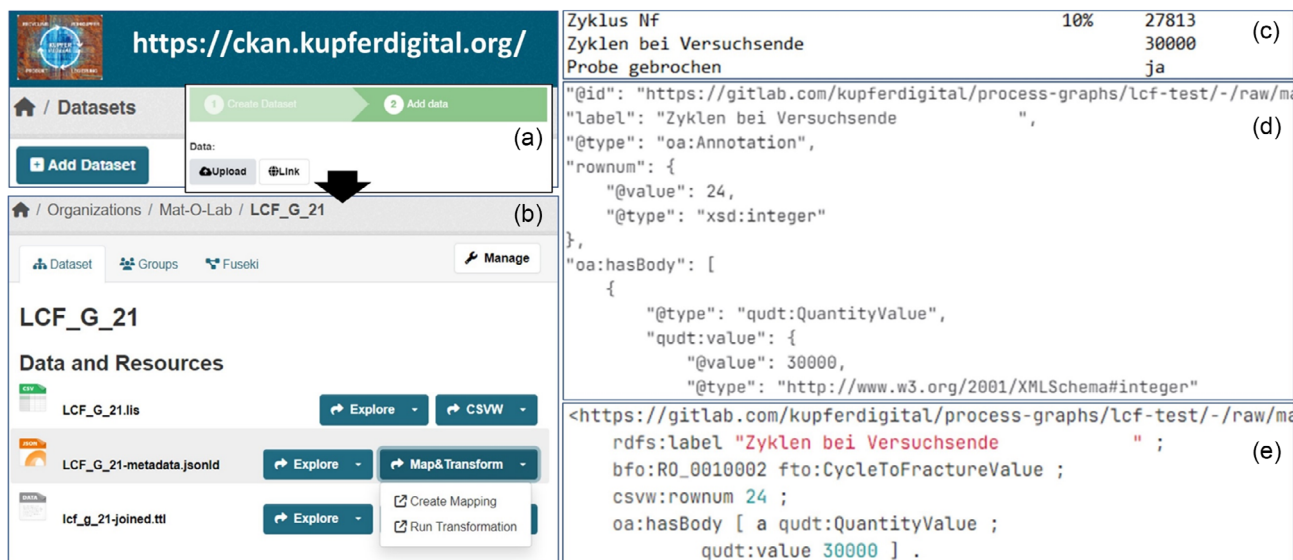 https://ckan.kupferdigital.org/
/ Datasets
Add Dataset
1 Create Dataset
2 Add data
Data:
Upload
Link
(a)
/ Organizations / Mat-O-Lab / LCF_G_21
(b)
Dataset
Groups
Fuseki
Manage
LCF_G_21
Data and Resources
CSV
LCF_G_21.lis
Explore
CSVW
JSON
LCF_G_21-metadata.jsonld
Explore
Map&Transform
Create Mapping
Run Transformation
DATA
lcf_g_21-joined.ttl
Explore
Zyklus Nf 10% 27813
Zyklen bei Versuchsende 30000
Probe gebrochen ja
(c)
"@id": "https://gitlab.com/kupferdigital/process-graphs/lcf-test/-/raw/ma
"label": "Zyklen bei Versuchsende ",
"@type": "oa:Annotation",
"rownum": {
"@value": 24,
"@type": "xsd:integer"
},
"oa:hasBody": [
{
"@type": "qudt:QuantityValue",
"qudt:value": {
"@value": 30000,
"@type": "http://www.w3.org/2001/XMLSchema#integer"
(d)
<https://gitlab.com/kupferdigital/process-graphs/lcf-test/-/raw/ma
rdfs:label "Zyklen bei Versuchsende " ;
bfo:RO_0010002 fto:CycleToFractureValue ;
csvw:rownum 24 ;
oa:hasBody [ a qudt:QuantityValue ;
qudt:value 30000 ] .
(e)